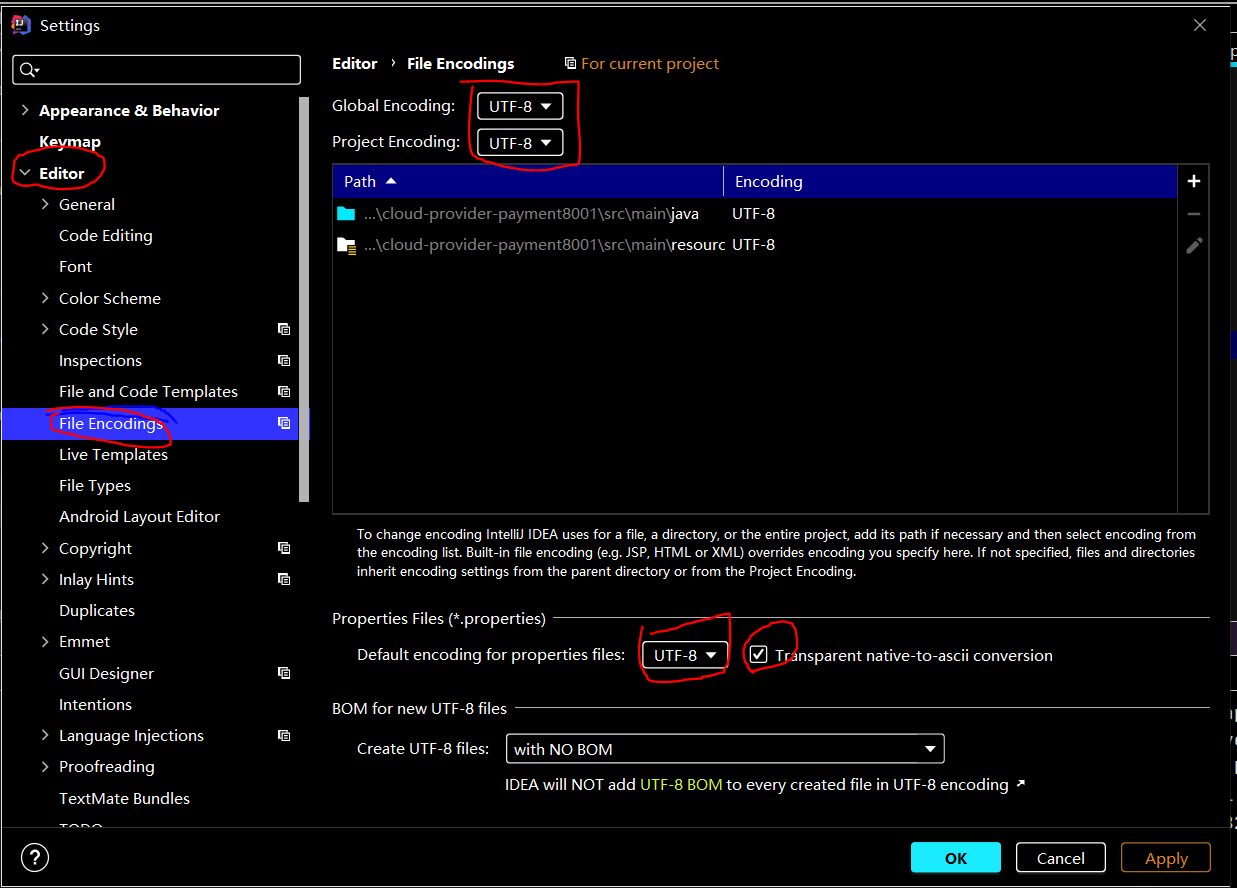 Settings
Editor › File Encodings For current project
Appearance & Behavior
Keymap
Editor
General
Code Editing
Font
Color Scheme
Code Style
Inspections
File and Code Templates
File Encodings
Live Templates
File Types
Android Layout Editor
Copyright
Inlay Hints
Duplicates
Emmet
GUI Designer
Intentions
Language Injections
Proofreading
TextMate Bundles
TODO
Global Encoding: UTF-8
Project Encoding: UTF-8
Path Encoding
...\cloud-provider-payment8001\src\main\java UTF-8
...\cloud-provider-payment8001\src\main\resourc UTF-8
To change encoding IntelliJ IDEA uses for a file, a directory, or the entire project, add its path if necessary and then select encoding from
the encoding list. Built-in file encoding (e.g. JSP, HTML or XML) overrides encoding you specify here. If not specified, files and directories
inherit encoding settings from the parent directory or from the Project Encoding.
Properties Files (*.properties)
Default encoding for properties files: UTF-8 Transparent native-to-ascii conversion
BOM for new UTF-8 files
Create UTF-8 files: with NO BOM
IDEA will NOT add UTF-8 BOM to every created file in UTF-8 encoding ↗
? OK Cancel Apply